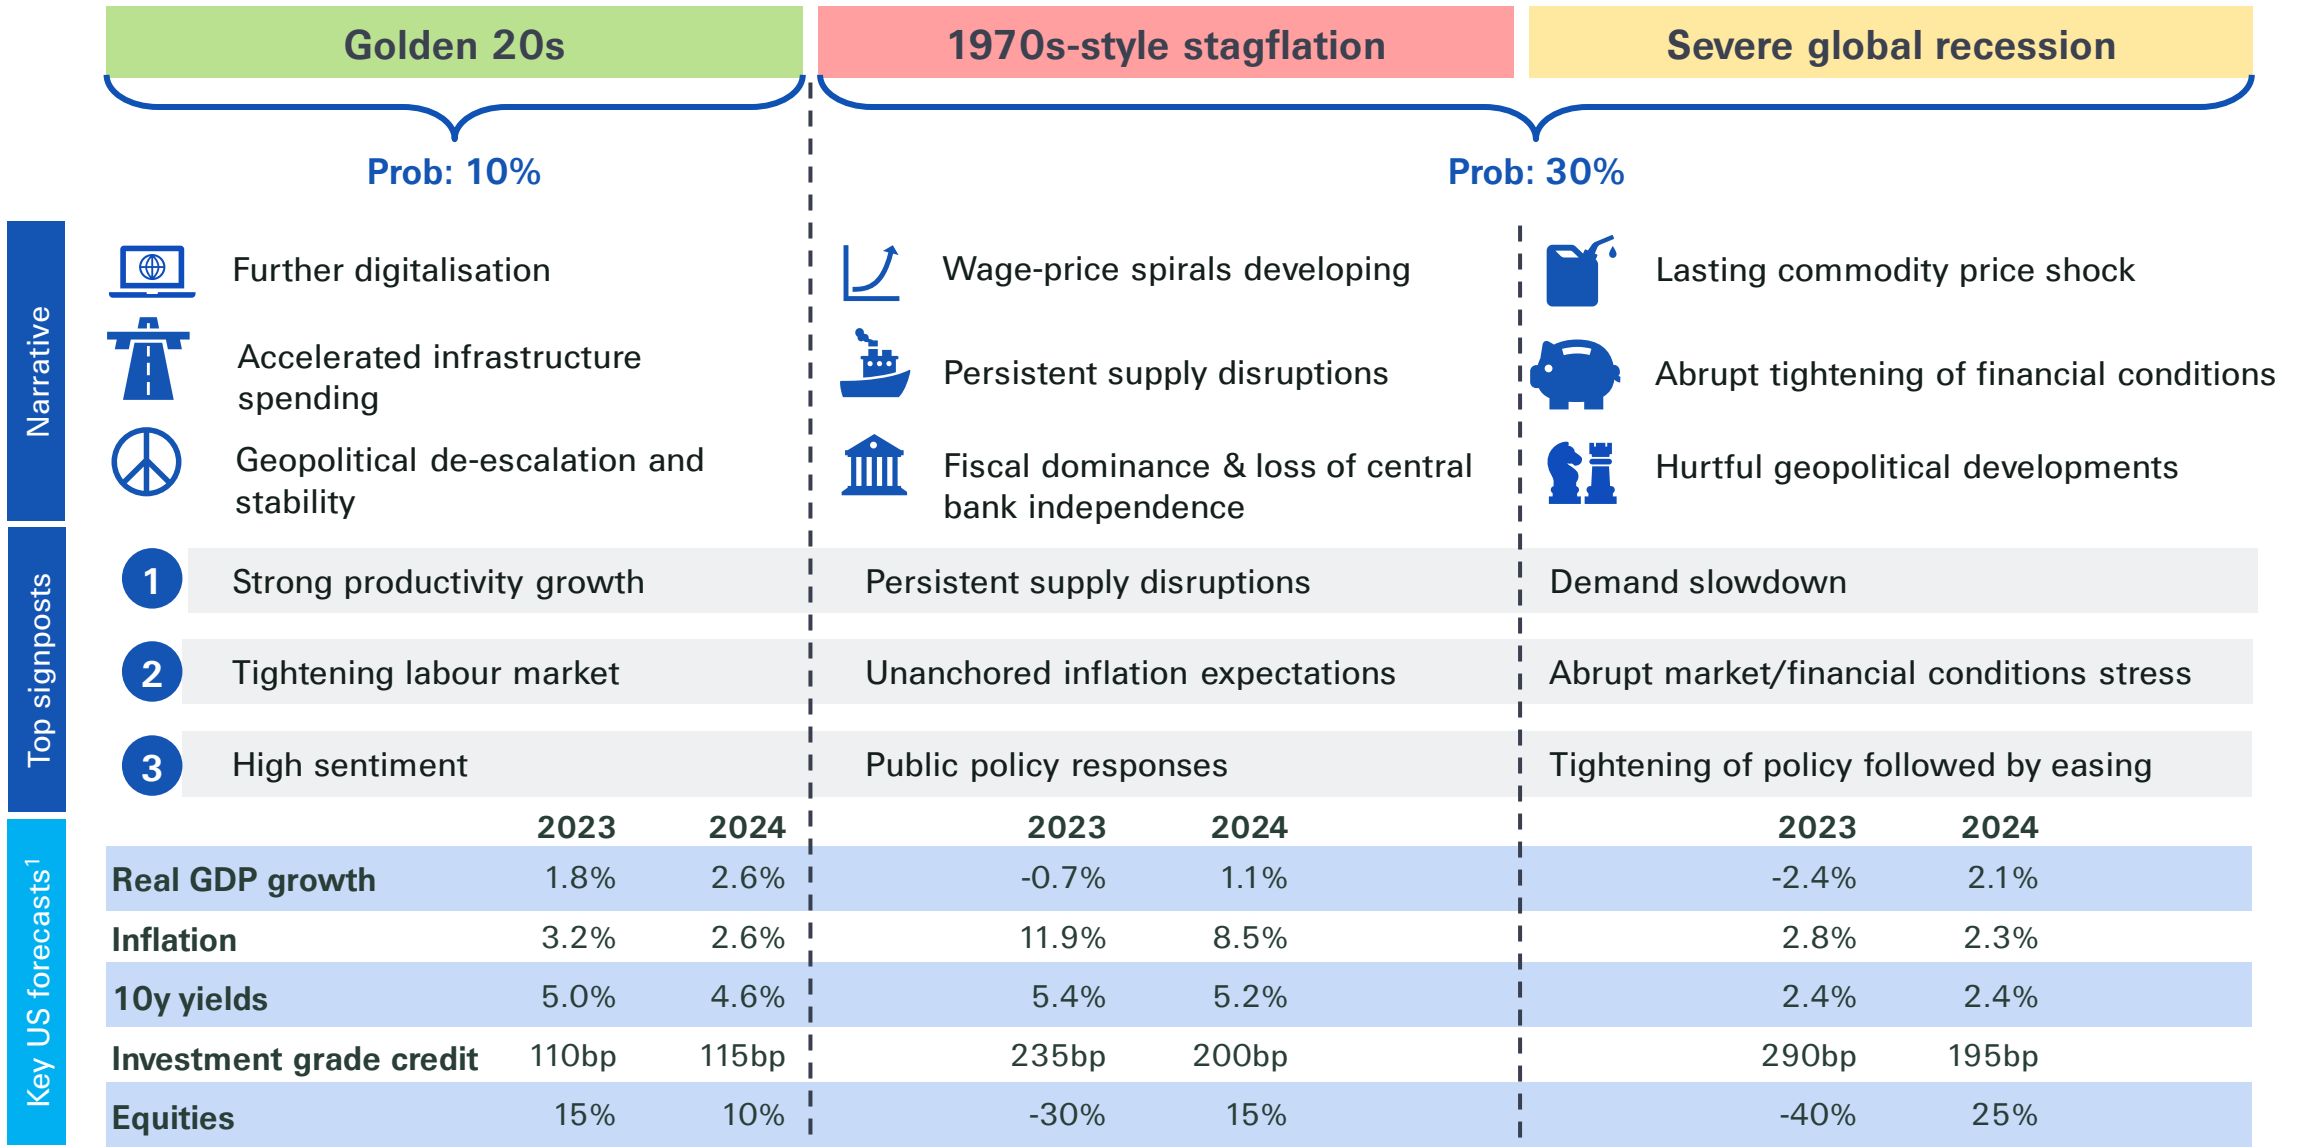 Golden 20s
1970s-style stagflation
Severe global recession
Prob: 10%
Prob: 30%
Narrative
Further digitalisation
Accelerated infrastructure
spending
Geopolitical de-escalation and
stability
Wage-price spirals developing
Persistent supply disruptions
Fiscal dominance & loss of central
bank independence
Lasting commodity price shock
Abrupt tightening of financial conditions
Hurtful geopolitical developments
Top signposts
1 Strong productivity growth Persistent supply disruptions Demand slowdown
2 Tightening labour market Unanchored inflation expectations Abrupt market/financial conditions stress
3 High sentiment Public policy responses Tightening of policy followed by easing
Key US forecasts¹
2023 2024 2023 2024 2023 2024
Real GDP growth 1.8% 2.6% -0.7% 1.1% -2.4% 2.1%
Inflation 3.2% 2.6% 11.9% 8.5% 2.8% 2.3%
10y yields 5.0% 4.6% 5.4% 5.2% 2.4% 2.4%
Investment grade credit 110bp 115bp 235bp 200bp 290bp 195bp
Equities 15% 10% -30% 15% -40% 25%